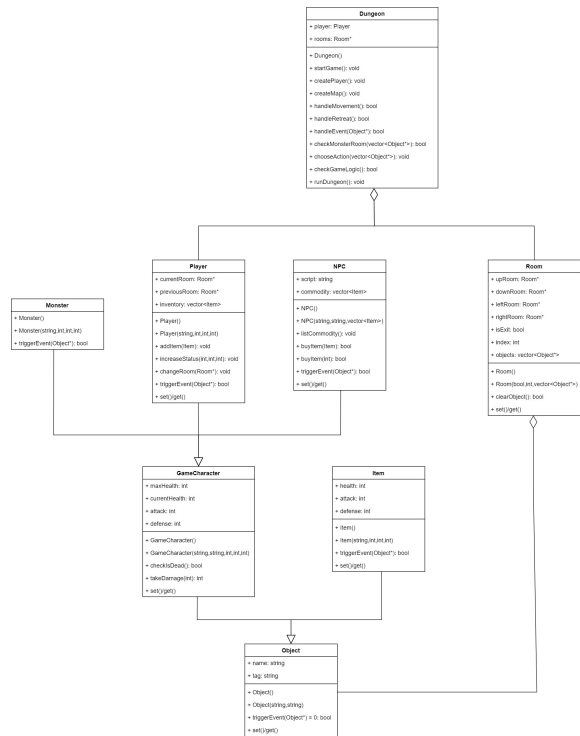 Dungeon
+ player: Player
+ rooms: Room*
+ Dungeon()
+ startGame(): void
+ createPlayer(): void
+ createMap(): void
+ handleMovement(): bool
+ handleRetreat(): bool
+ handleEvent(Object*): bool
+ checkMonsterRoom(vector<Object*>): bool
+ chooseAction(vector<Object*>): void
+ checkGameLogic(): bool
+ runDungeon(): void
Monster
+ Monster()
+ Monster(string,int,int,int)
+ triggerEvent(Object*): bool
Player
+ currentRoom: Room*
+ previousRoom: Room*
+ inventory: vector<Item>
+ Player()
+ Player(string,int,int,int)
+ addItem(Item): void
+ increaseStatus(int,int,int): void
+ changeRoom(Room*): void
+ triggerEvent(Object*): bool
+ set()/get()
NPC
+ script: string
+ commodity: vector<Item>
+ NPC()
+ NPC(string,string,vector<Item>)
+ listCommodity(): void
+ buyItem(Item): bool
+ buyItem(int): bool
+ triggerEvent(Object*): bool
+ set()/get()
Room
+ upRoom: Room*
+ downRoom: Room*
+ leftRoom: Room*
+ rightRoom: Room*
+ isExit: bool
+ index: int
+ objects: vector<Object*>
+ Room()
+ Room(bool,int,vector<Object*>)
+ clearObject(): bool
+ set()/get()
GameCharacter
+ maxHealth: int
+ currentHealth: int
+ attack: int
+ defense: int
+ GameCharacter()
+ GameCharacter(string,string,int,int,int)
+ checkIsDead(): bool
+ takeDamage(int): int
+ set()/get()
Item
+ health: int
+ attack: int
+ defense: int
+ Item()
+ Item(string,int,int,int)
+ triggerEvent(Object*): bool
+ set()/get()
Object
+ name: string
+ tag: string
+ Object()
+ Object(string,string)
+ triggerEvent(Object*) = 0: bool
+ set()/get()